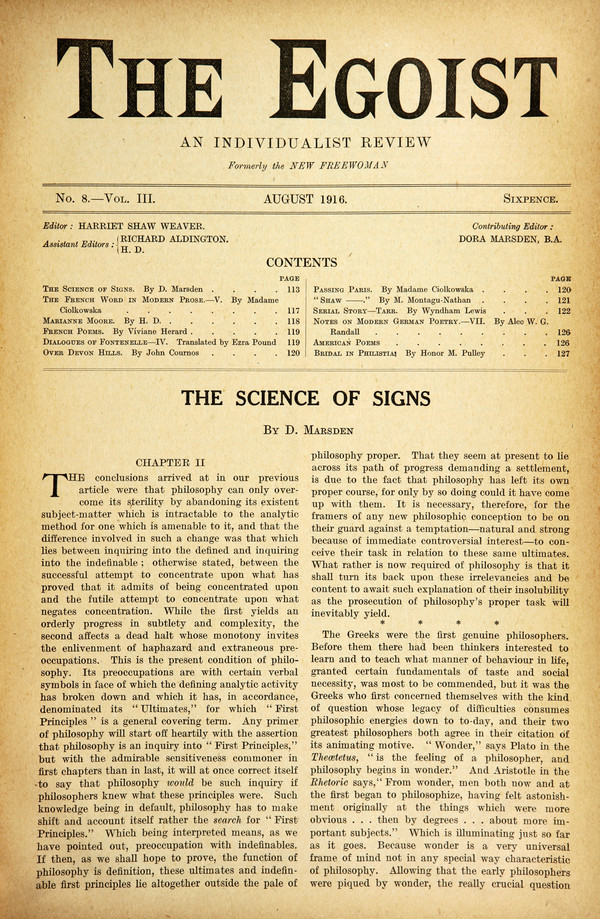 THE EGOIST
AN INDIVIDUALIST REVIEW
Formerly the NEW FREEWOMAN
No. 8.—VOL. III.
AUGUST 1916.
SIXPENCE.
Editor : HARRIET SHAW WEAVER.
Assistant Editors : { RICHARD ALDINGTON.
H. D.
Contributing Editor :
DORA MARSDEN, B.A.
CONTENTS
PAGE
THE SCIENCE OF SIGNS. By D. Marsden . . . . 113
THE FRENCH WORD IN MODERN PROSE.—V. By Madame
Ciolkowska . . . . . . . 117
MARIANNE MOORE. By H. D. . . . . . . 118
FRENCH POEMS. By Viviane Herard . . . . . 119
DIALOGUES OF FONTENELLE—IV. Translated by Ezra Pound 119
OVER DEVON HILLS. By John Cournos . . . . 120
PAGE
PASSING PARIS. By Madame Ciolkowska . . . . 120
“ SHAW ——.” By M. Montagu-Nathan . . . . 121
SERIAL STORY—TARR. By Wyndham Lewis . . . 122
NOTES ON MODERN GERMAN POETRY.—VII. By Alec W. G.
Randall . . . . . . . . 126
AMERICAN POEMS . . . . . . . 126
BRIDAL IN PHILISTIA; By Honor M. Pulley . . . 127
THE SCIENCE OF SIGNS
BY D. MARSDEN
CHAPTER II
THE conclusions arrived at in our previous
article were that philosophy can only over-
come its sterility by abandoning its existent
subject-matter which is intractable to the analytic
method for one which is amenable to it, and that the
difference involved in such a change was that which
lies between inquiring into the defined and inquiring
into the indefinable ; otherwise stated, between the
successful attempt to concentrate upon what has
proved that it admits of being concentrated upon
and the futile attempt to concentrate upon what
negates concentration. While the first yields an
orderly progress in subtlety and complexity, the
second affects a dead halt whose monotony invites
the enlivenment of haphazard and extraneous pre-
occupations. This is the present condition of philo-
sophy. Its preoccupations are with certain verbal
symbols in face of which the defining analytic activity
has broken down and which it has, in accordance,
denominated its “ Ultimates,” for which “ First
Principles ” is a general covering term. Any primer
of philosophy will start off heartily with the assertion
that philosophy is an inquiry into “ First Principles,”
but with the admirable sensitiveness commoner in
first chapters than in last, it will at once correct itself
to say that philosophy would be such inquiry if
philosophers knew what these principles were. Such
knowledge being in default, philosophy has to make
shift and account itself rather the search for “ First
Principles.” Which being interpreted means, as we
have pointed out, preoccupation with indefinables.
If then, as we shall hope to prove, the function of
philosophy is definition, these ultimates and indefin-
able first principles lie altogether outside the pale of
philosophy proper. That they seem at present to lie
across its path of progress demanding a settlement,
is due to the fact that philosophy has left its own
proper course, for only by so doing could it have come
up with them. It is necessary, therefore, for the
framers of any new philosophic conception to be on
their guard against a temptation—natural and strong
because of immediate controversial interest—to con-
ceive their task in relation to these same ultimates.
What rather is now required of philosophy is that it
shall turn its back upon these irrelevancies and be
content to await such explanation of their insolubility
as the prosecution of philosophy’s proper task will
inevitably yield.
* * * *
The Greeks were the first genuine philosophers.
Before them there had been thinkers interested to
learn and to teach what manner of behaviour in life,
granted certain fundamentals of taste and social
necessity, was most to be commended, but it was the
Greeks who first concerned themselves with the kind
of question whose legacy of difficulties consumes
philosophic energies down to to-day, and their two
greatest philosophers both agree in their citation of
its animating motive. “ Wonder,” says Plato in the
Theætetus, “ is the feeling of a philosopher, and
philosophy begins in wonder.” And Aristotle in the
Rhetoric says,“ From wonder, men both now and at
the first began to philosophize, having felt astonish-
ment originally at the things which were more
obvious . . . then by degrees . . . about more im-
portant subjects.” Which is illuminating just so far
as it goes. Because wonder is a very universal
frame of mind not in any special way characteristic
of philosophy. Allowing that the early philosophers
were piqued by wonder, the really crucial question